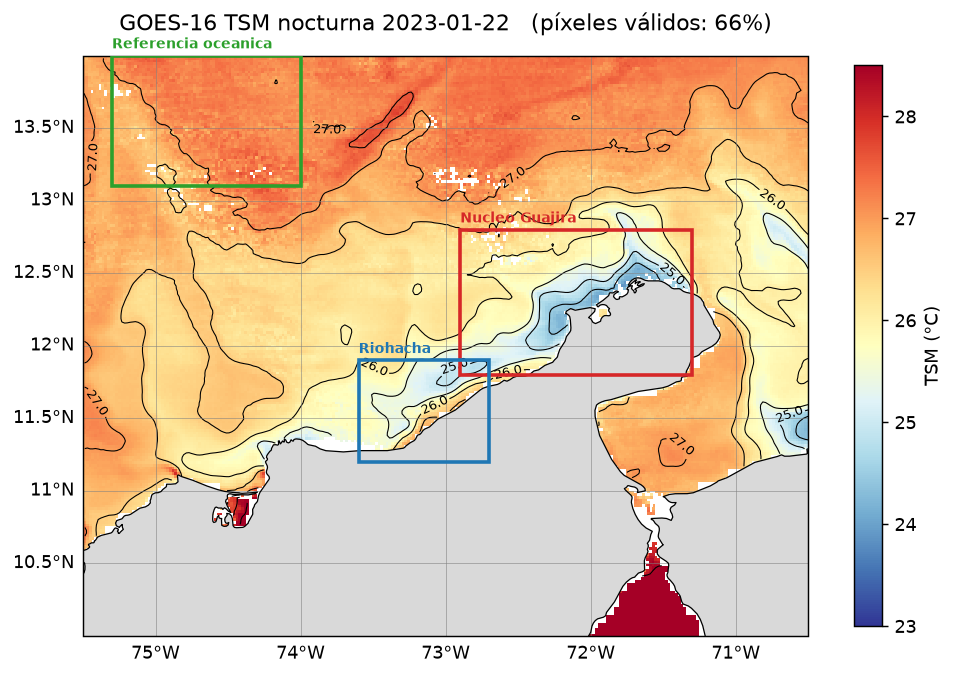 GOES-16 TSM nocturna 2023-01-22 (píxeles válidos: 66%)
Referencia oceanica
Nucleo Guajira
Riohacha
27.0
27.0
27.0
26.0
25.0
26.0
25.0
26.0
26.0
27.0
25.0
27.0
13.5°N
13°N
12.5°N
12°N
11.5°N
11°N
10.5°N
75°W 74°W 73°W 72°W 71°W
28
27
26
25
24
23
TSM (°C)